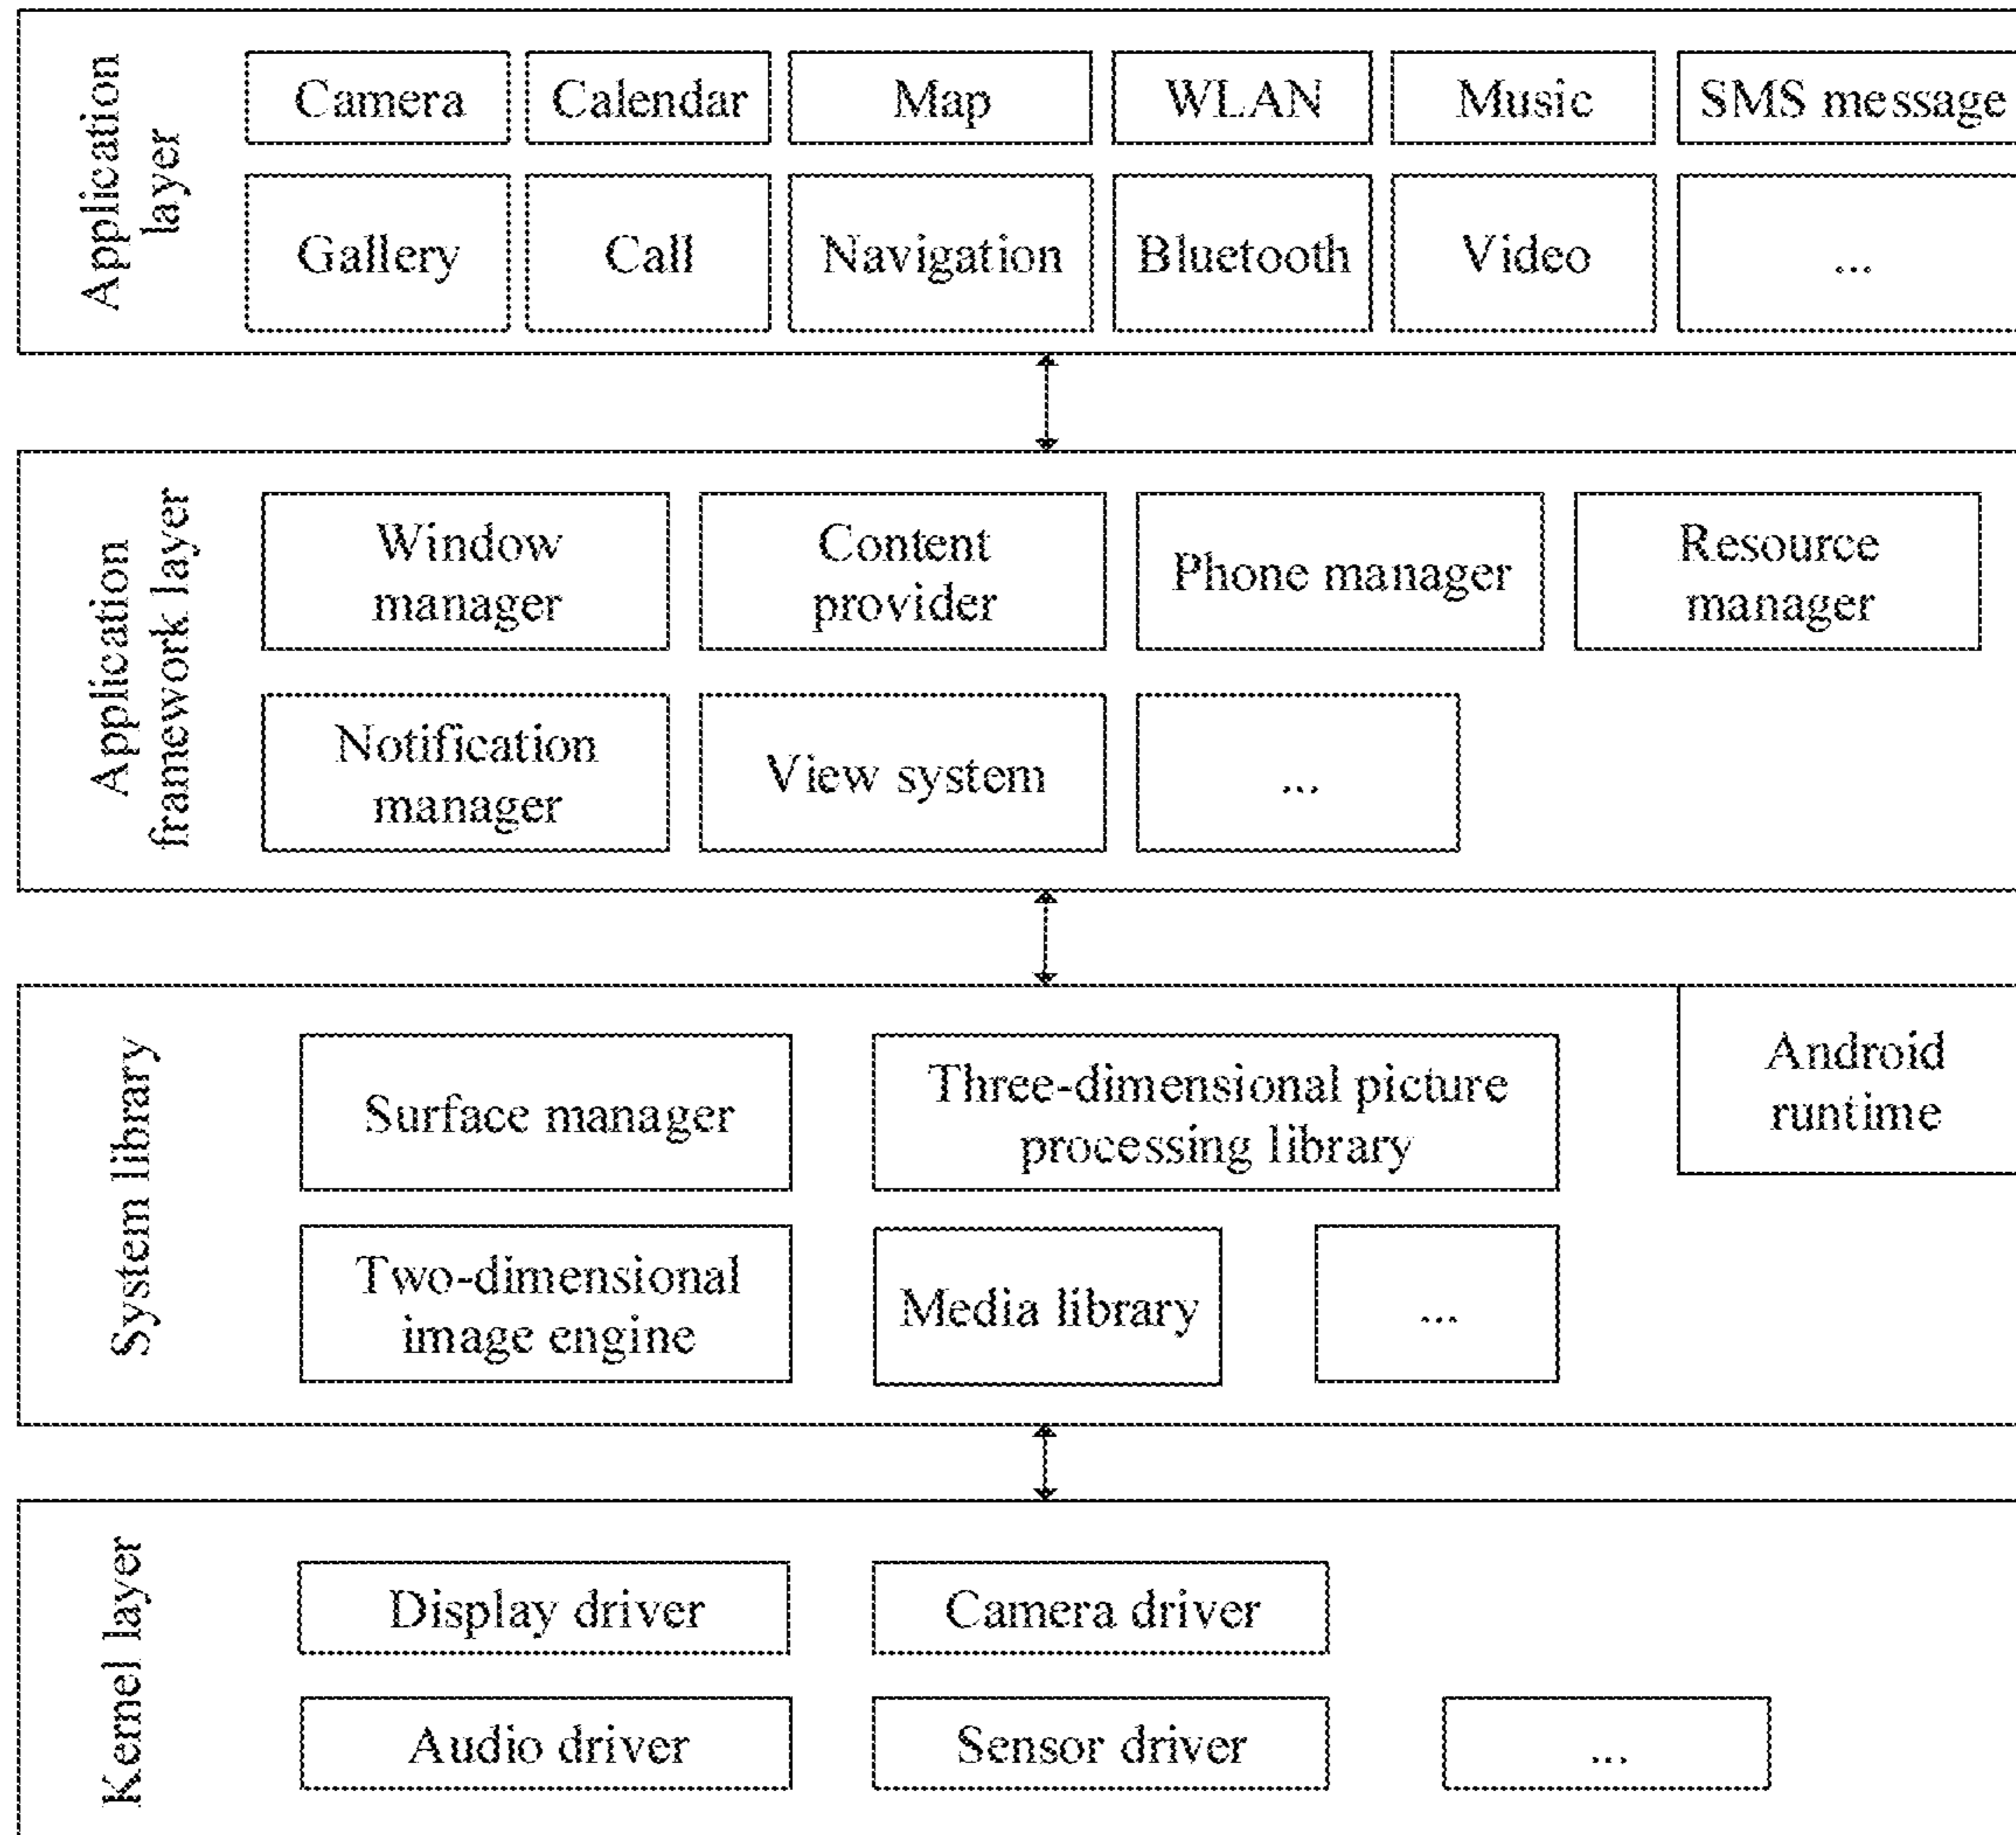 Application
layer
Camera
Calendar
Map
WLAN
Music
SMS message
Gallery
Call
Navigation
Bluetooth
Video
...
Application
framework layer
Window
manager
Content
provider
Phone manager
Resource
manager
Notification
manager
View system
...
System library
Surface manager
Three-dimensional picture
processing library
Android
runtime
Two-dimensional
image engine
Media library
...
Kernel layer
Display driver
Camera driver
Audio driver
Sensor driver
...